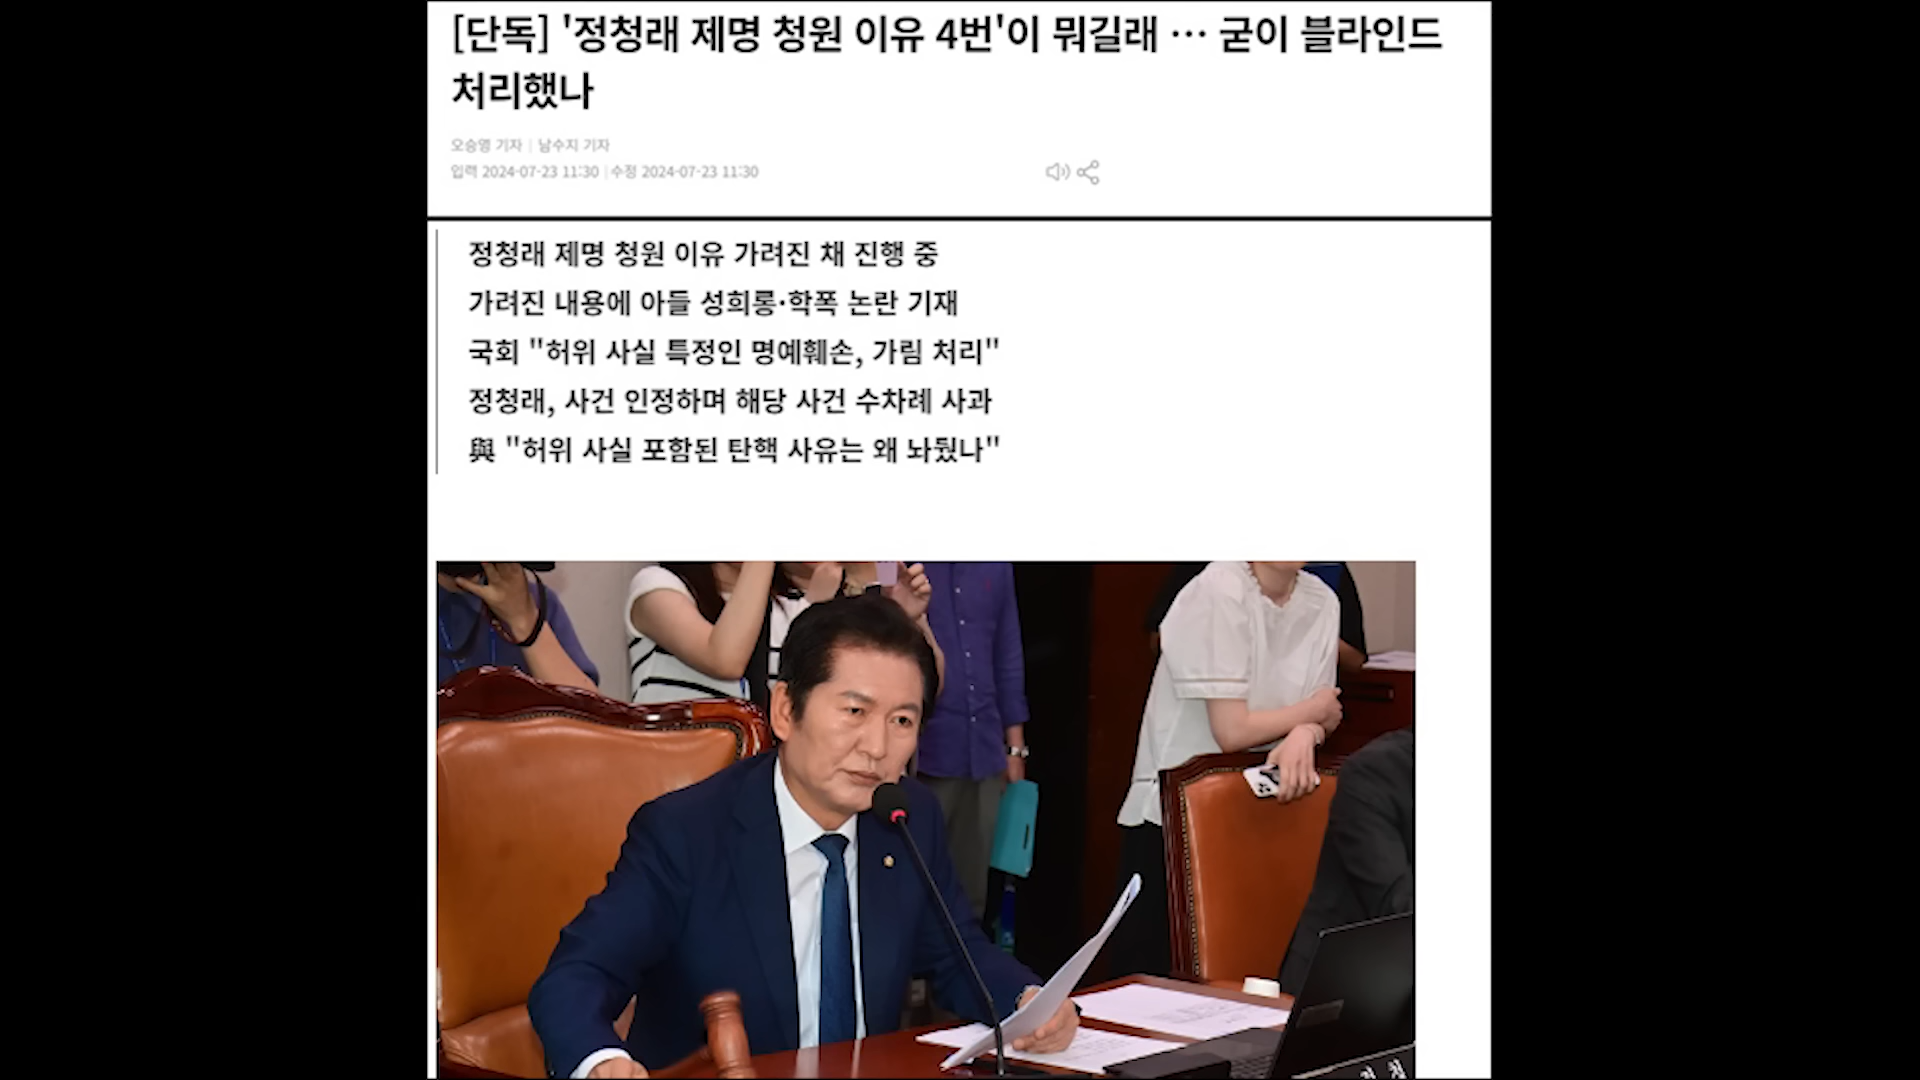 [단독] '정청래 제명 청원 이유 4번'이 뭐길래 … 굳이 블라인드
처리했나
오승영 기자 | 남수지 기자
입력 2024-07-23 11:30 | 수정 2024-07-23 11:30
정청래 제명 청원 이유 가려진 채 진행 중
가려진 내용에 아들 성희롱·학폭 논란 기재
국회 "허위 사실 특정인 명예훼손, 가림 처리"
정청래, 사건 인정하며 해당 사건 수차례 사과
與 "허위 사실 포함된 탄핵 사유는 왜 놔뒀나"